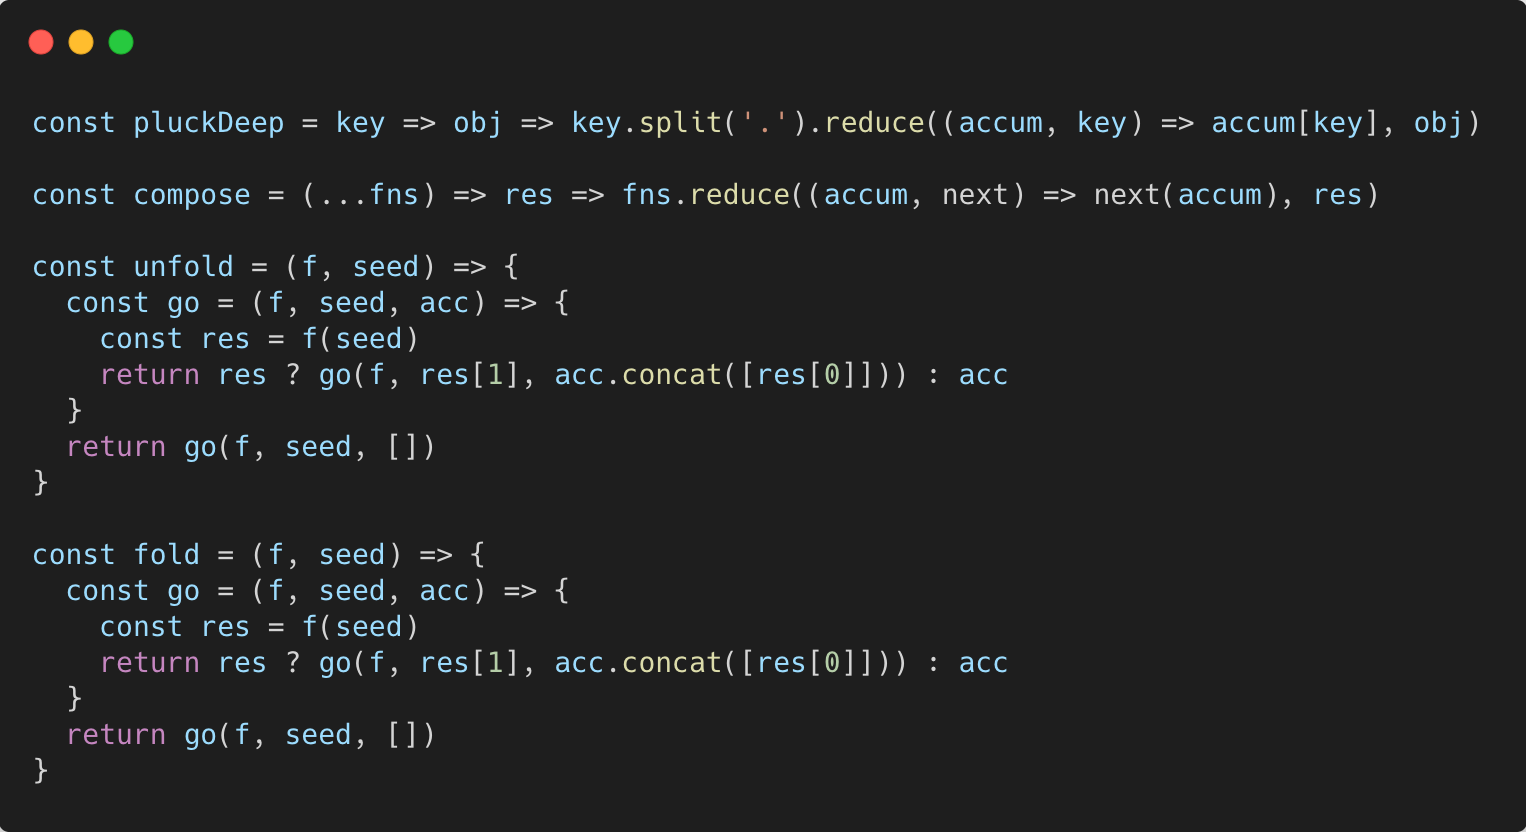 const pluckDeep = key => obj => key.split('.').reduce((accum, key) => accum[key], obj)

const compose = (...fns) => res => fns.reduce((accum, next) => next(accum), res)

const unfold = (f, seed) => {
  const go = (f, seed, acc) => {
    const res = f(seed)
    return res ? go(f, res[1], acc.concat([res[0]])) : acc
  }
  return go(f, seed, [])
}

const fold = (f, seed) => {
  const go = (f, seed, acc) => {
    const res = f(seed)
    return res ? go(f, res[1], acc.concat([res[0]])) : acc
  }
  return go(f, seed, [])
}